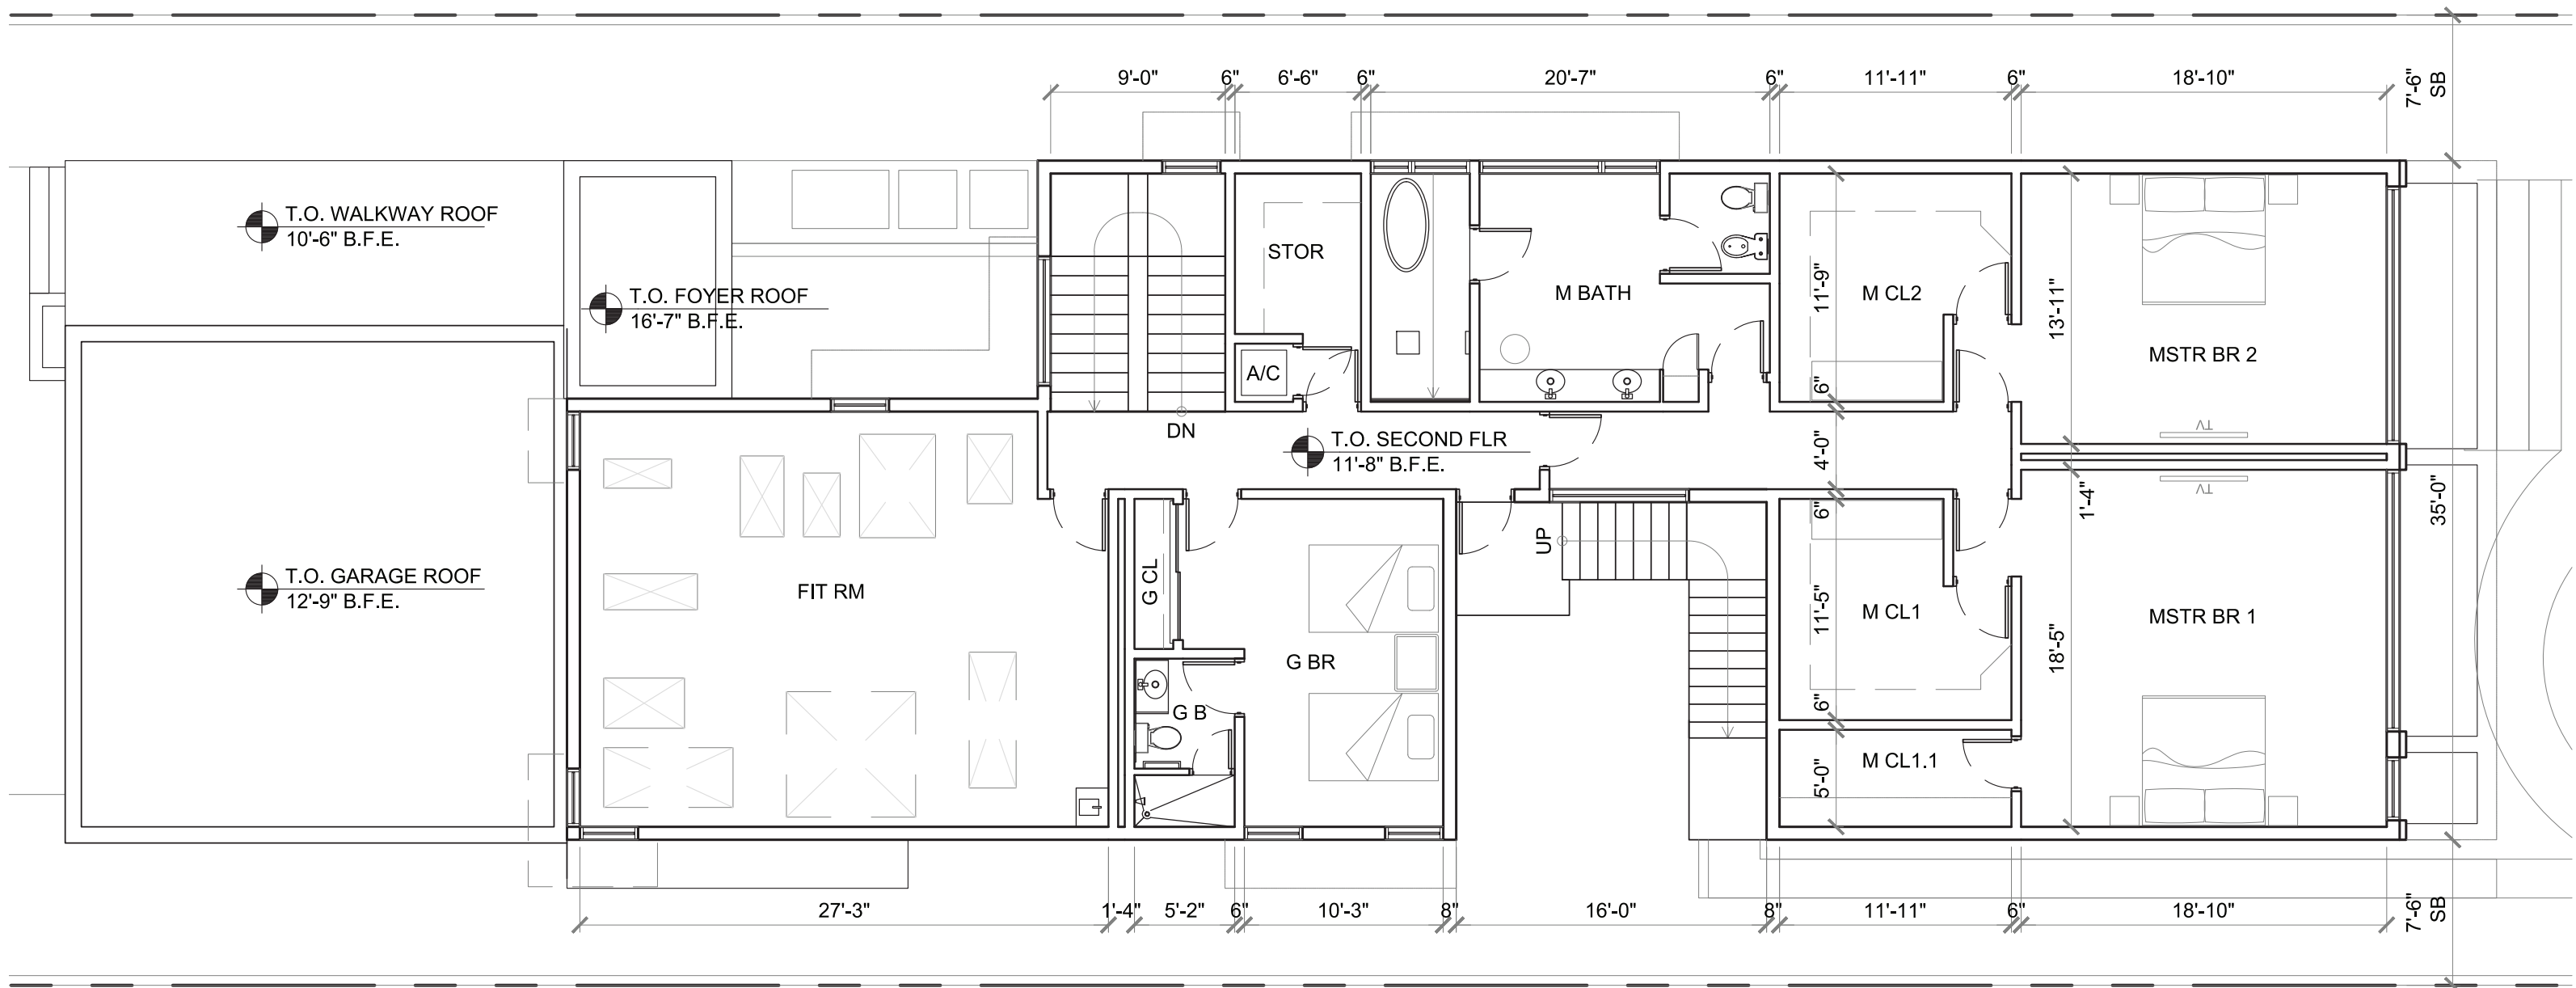 9'-0"
6"
6'-6"
6"
20'-7"
6"
11'-11"
6"
18'-10"
7'-6"
SB
T.O. WALKWAY ROOF
10'-6" B.F.E.
STOR
T.O. FOYER ROOF
16'-7" B.F.E.
M BATH
11'-9"
M CL2
13'-11"
MSTR BR 2
A/C
6"
TV
DN
T.O. SECOND FLR
11'-8" B.F.E.
4'-0"
TV
1'-4"
35'-0"
6"
UP
T.O. GARAGE ROOF
12'-9" B.F.E.
FIT RM
G CL
11'-5"
M CL1
MSTR BR 1
18'-5"
G BR
G B
6"
M CL1.1
5'-0"
27'-3"
1'-4"
5'-2"
6"
10'-3"
8"
16'-0"
8"
11'-11"
6"
18'-10"
7'-6"
SB